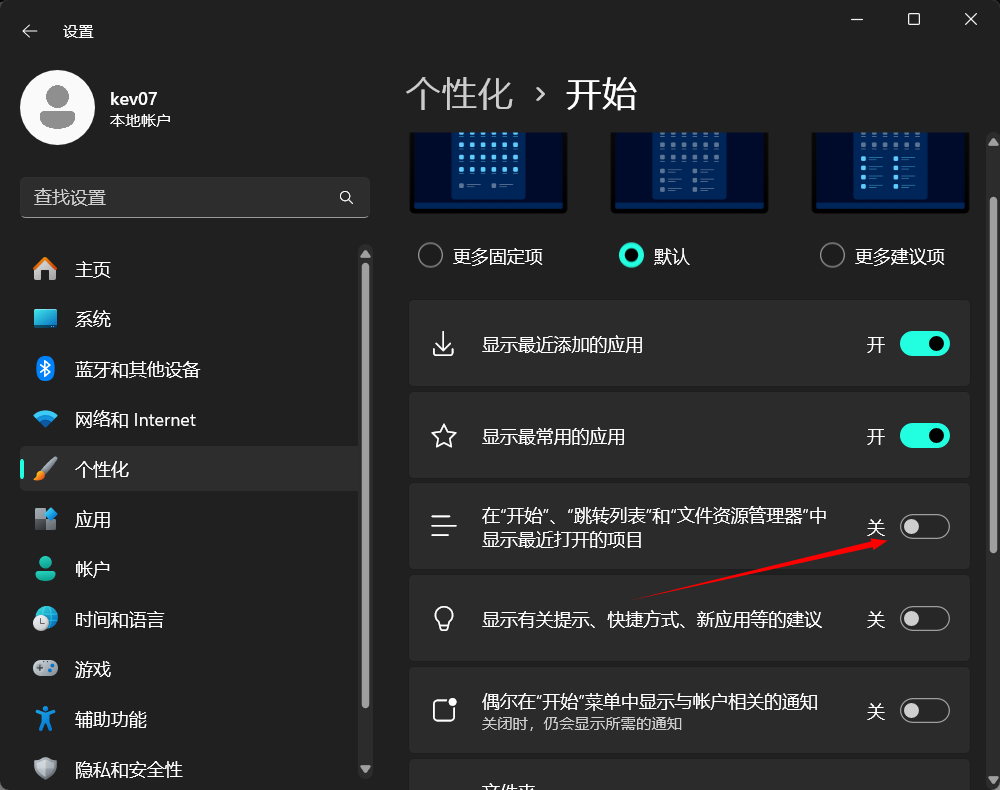 设置
kev07
本地帐户
查找设置
主页
系统
蓝牙和其他设备
网络和 Internet
个性化
应用
帐户
时间和语言
游戏
辅助功能
隐私和安全性
个性化 › 开始
更多固定项
默认
更多建议项
显示最近添加的应用
开
显示最常用的应用
开
在“开始”、“跳转列表”和“文件资源管理器”中
显示最近打开的项目
关
显示有关提示、快捷方式、新应用等的建议
关
偶尔在“开始”菜单中显示与帐户相关的通知
关闭时，仍会显示所需的通知
关
文件夹